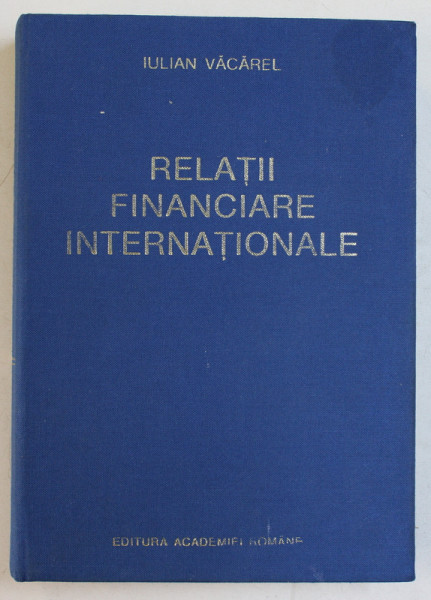 IULIAN VĂCĂREL
RELAȚII
FINANCIARE
INTERNAȚIONALE
EDITURA ACADEMIEI ROMÂNE